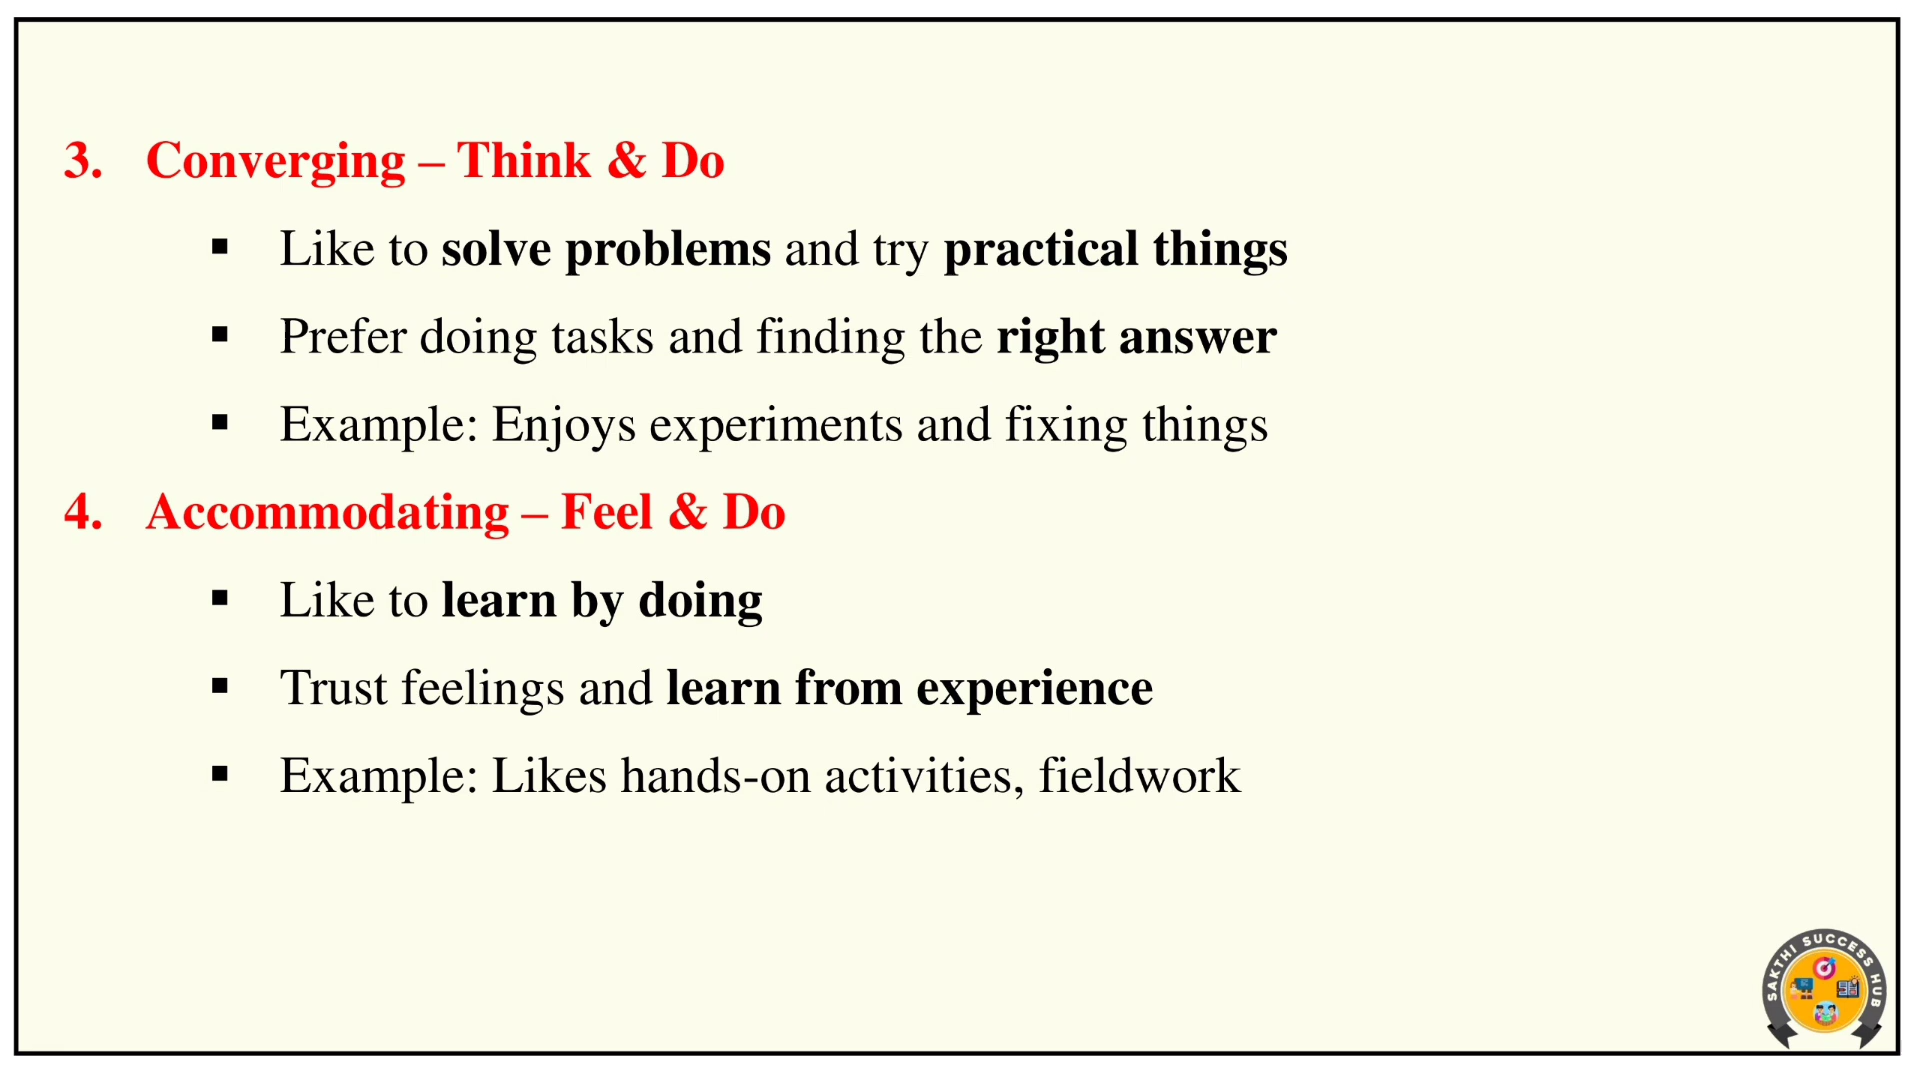 3. Converging – Think & Do
▪ Like to solve problems and try practical things
▪ Prefer doing tasks and finding the right answer
▪ Example: Enjoys experiments and fixing things
4. Accommodating – Feel & Do
▪ Like to learn by doing
▪ Trust feelings and learn from experience
▪ Example: Likes hands-on activities, fieldwork
SAKTHI SUCCESS HUB